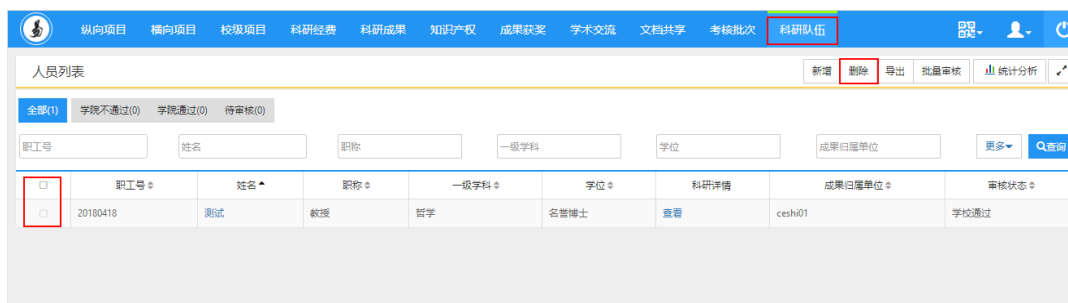 纵向项目 横向项目 校级项目 科研经费 科研成果 知识产权 成果获奖 学术交流 文档共享 考核批次 科研队伍
人员列表 新增 删除 导出 批量审核 统计分析
全部(1) 学院不通过(0) 学院通过(0) 待审核(0)
职工号 姓名 职称 一级学科 学位 成果归属单位 更多 查询
职工号 姓名 职称 一级学科 学位 科研详情 成果归属单位 审核状态
20180418 测试 教授 哲学 名誉博士 查看 ceshi01 学校通过